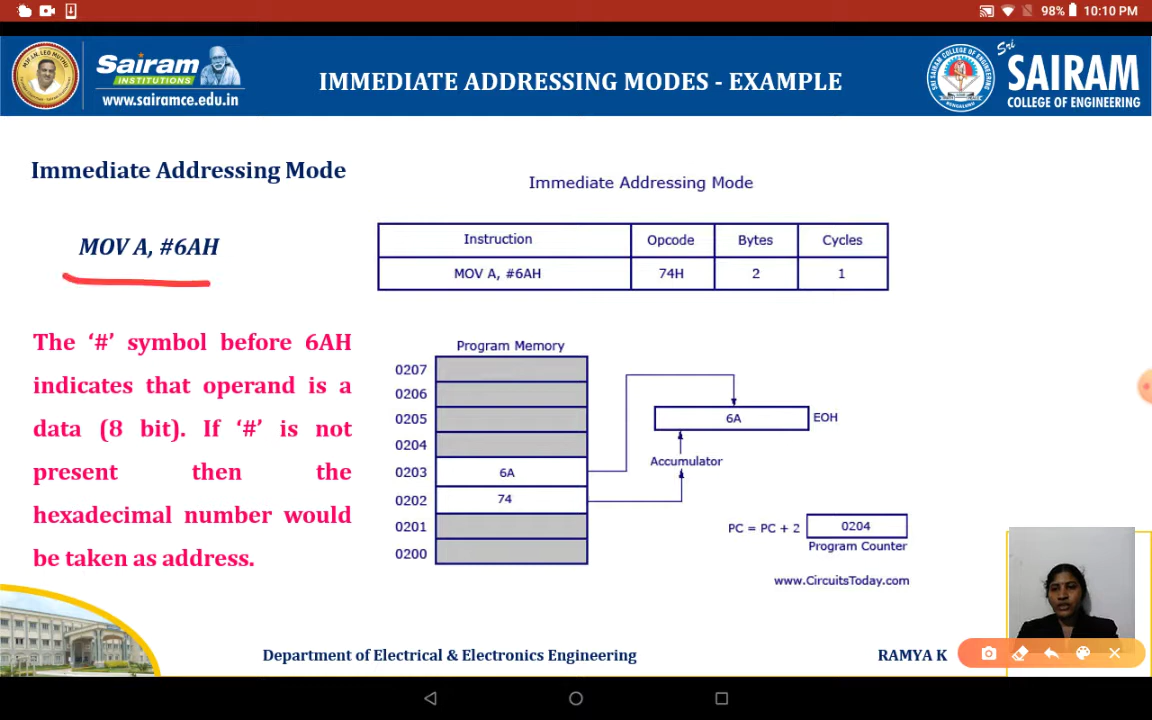 98% 10:10 PM
Sairam
INSTITUTIONS
www.sairamce.edu.in
IMMEDIATE ADDRESSING MODES - EXAMPLE
Sri
SAIRAM
COLLEGE OF ENGINEERING
Immediate Addressing Mode
MOV A, #6AH
The ‘#’ symbol before 6AH
indicates that operand is a
data (8 bit). If ‘#’ is not
present then the
hexadecimal number would
be taken as address.
Immediate Addressing Mode
Instruction Opcode Bytes Cycles
MOV A, #6AH 74H 2 1
Program Memory
0207
0206
0205
0204
0203 6A
0202 74
0201
0200
6A EOH
Accumulator
PC = PC + 2 0204
Program Counter
www.CircuitsToday.com
Department of Electrical & Electronics Engineering
RAMYA K